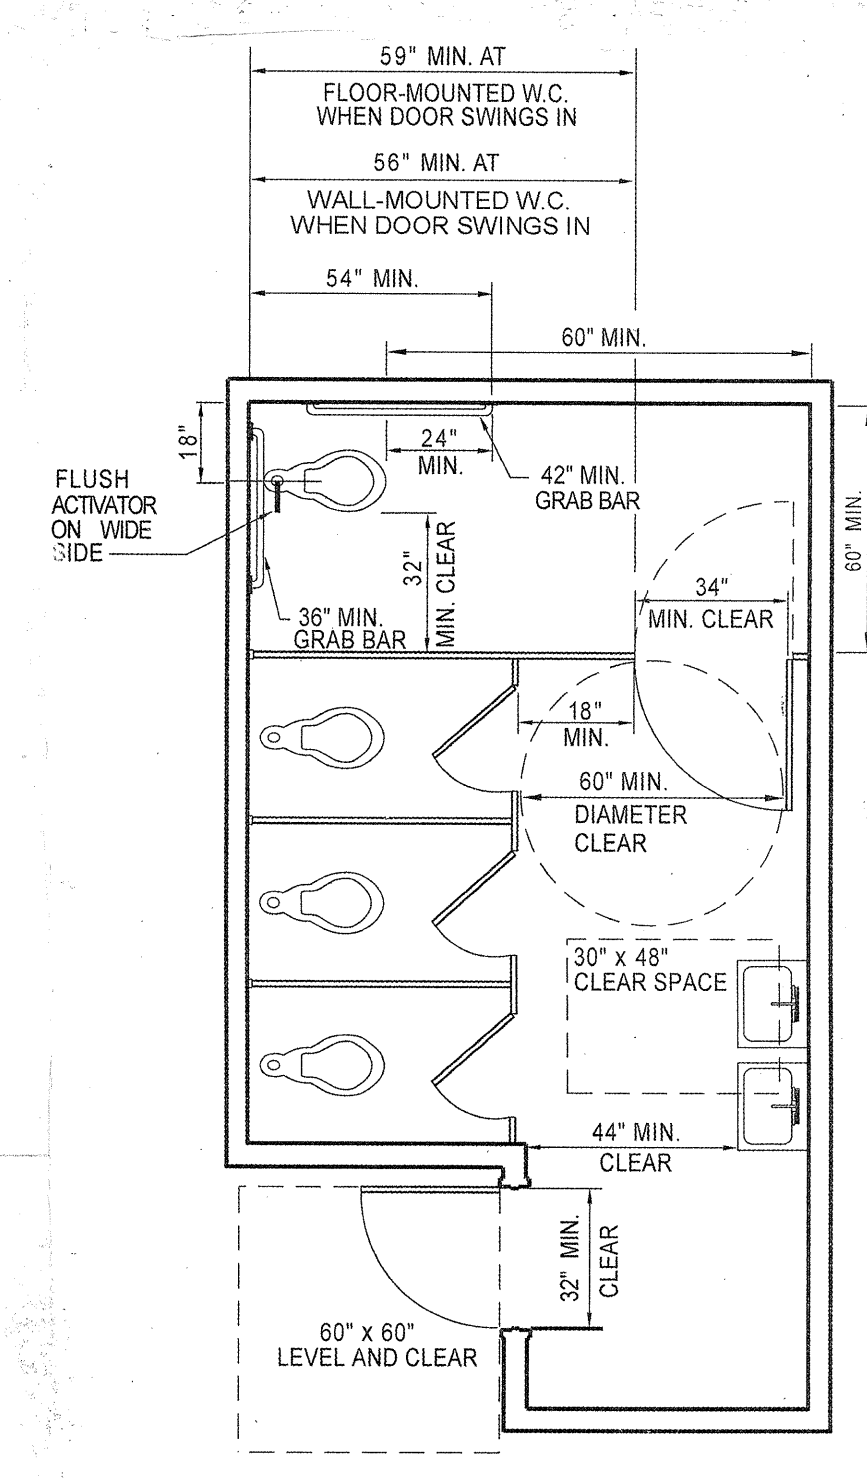 59" MIN. AT
FLOOR-MOUNTED W.C.
WHEN DOOR SWINGS IN
56" MIN. AT
WALL-MOUNTED W.C.
WHEN DOOR SWINGS IN
54" MIN.
60" MIN.
18"
24"
MIN.
42" MIN.
GRAB BAR
FLUSH
ACTIVATOR
ON WIDE
SIDE
32"
MIN. CLEAR
60" MIN.
34"
MIN. CLEAR
36" MIN.
GRAB BAR
18"
MIN.
60" MIN.
DIAMETER
CLEAR
30" x 48"
CLEAR SPACE
44" MIN.
CLEAR
32" MIN.
CLEAR
60" x 60"
LEVEL AND CLEAR